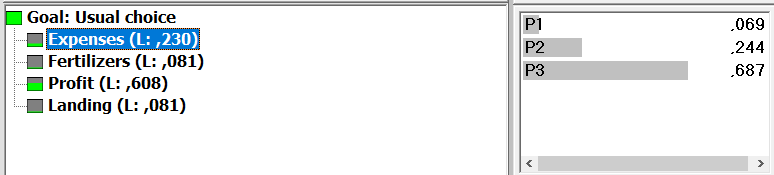 Goal: Usual choice
Expenses (L: ,230)
Fertilizers (L: ,081)
Profit (L: ,608)
Landing (L: ,081)
P1 ,069
P2 ,244
P3 ,687